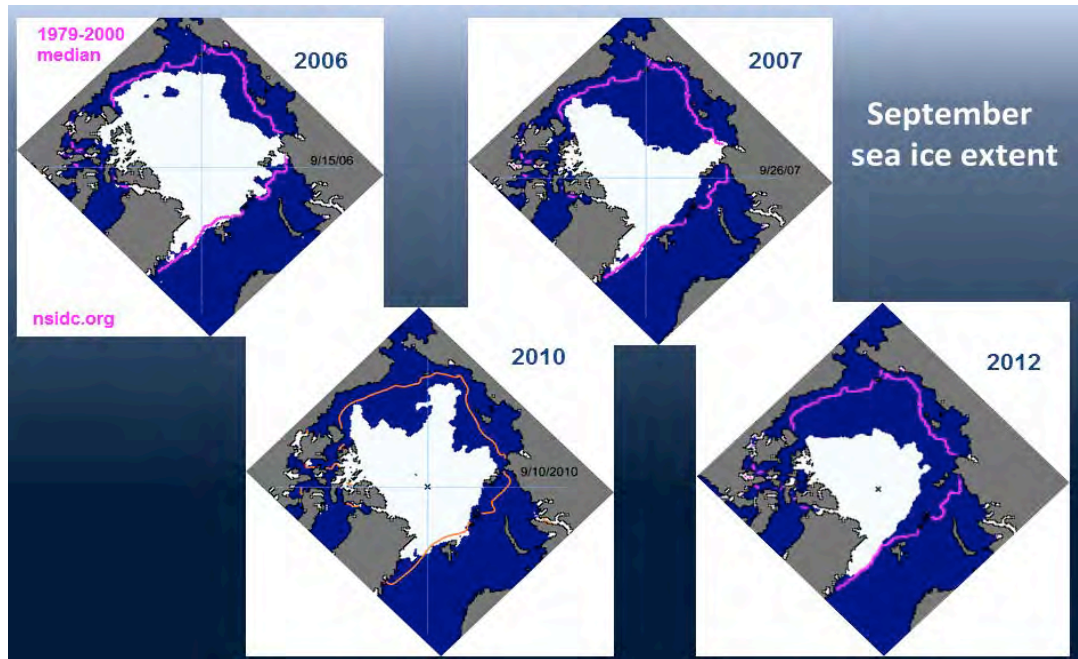 1979-2000
median
2006
9/15/06
nsidc.org
2007
9/26/07
September
sea ice extent
2010
9/10/2010
2012